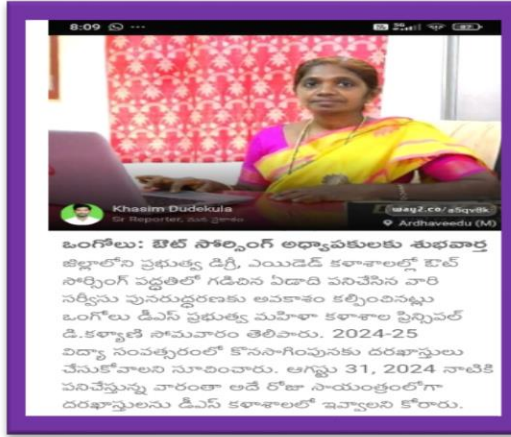 8:09
Khasim Dudekula
Sr Reporter,
way2.co/aSqv8k
Ardhaveedu (M)
ఒంగోలు: ఔట్ సోర్సింగ్ అధ్యాపకులకు శుభవార్త
జిల్లాలోని ప్రభుత్వ డిగ్రీ, ఎయిడెడ్ కళాశాలల్లో ఔట్
సోర్సింగ్ పద్ధతిలో గడిచిన ఏడాది పనిచేసిన వారి
సర్వీసు పునరుద్ధరణకు అవకాశం కల్పించినట్లు
ఒంగోలు డీఎస్ ప్రభుత్వ మహిళా కళాశాల ప్రిన్సిపల్
డి.కళ్యాణి సోమవారం తెలిపారు. 2024-25
విద్యా సంవత్సరంలో కొనసాగింపునకు దరఖాస్తులు
చేసుకోవాలని సూచించారు. ఆగస్టు 31, 2024 నాటికి
పనిచేస్తున్న వారంతా అదే రోజు సాయంత్రంలోగా
దరఖాస్తులను డీఎస్ కళాశాలలో ఇవ్వాలని కోరారు.